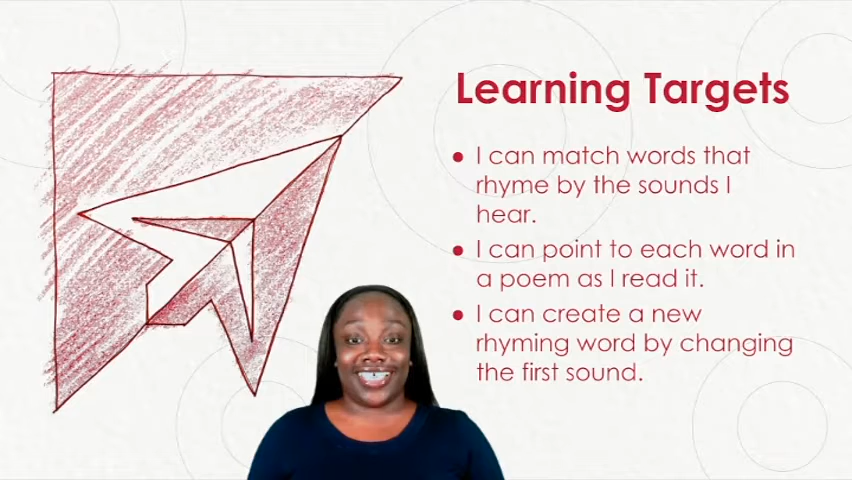 Learning Targets
● I can match words that
rhyme by the sounds I
hear.
● I can point to each word in
a poem as I read it.
● I can create a new
rhyming word by changing
the first sound.